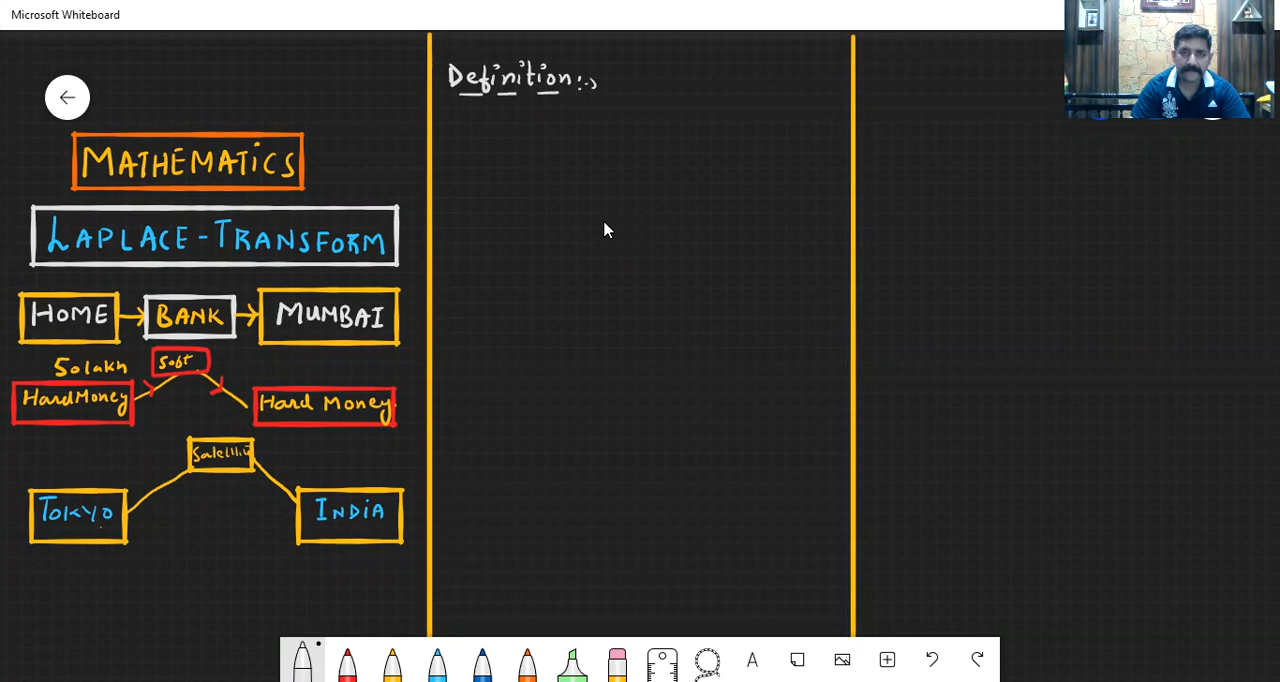 Microsoft Whiteboard
Definition:->
MATHEMATICS
LAPLACE-TRANSFORM
HOME BANK MUMBAI
50lakh Soft
HardMoney Hard Money
TOKYO INDIA
A